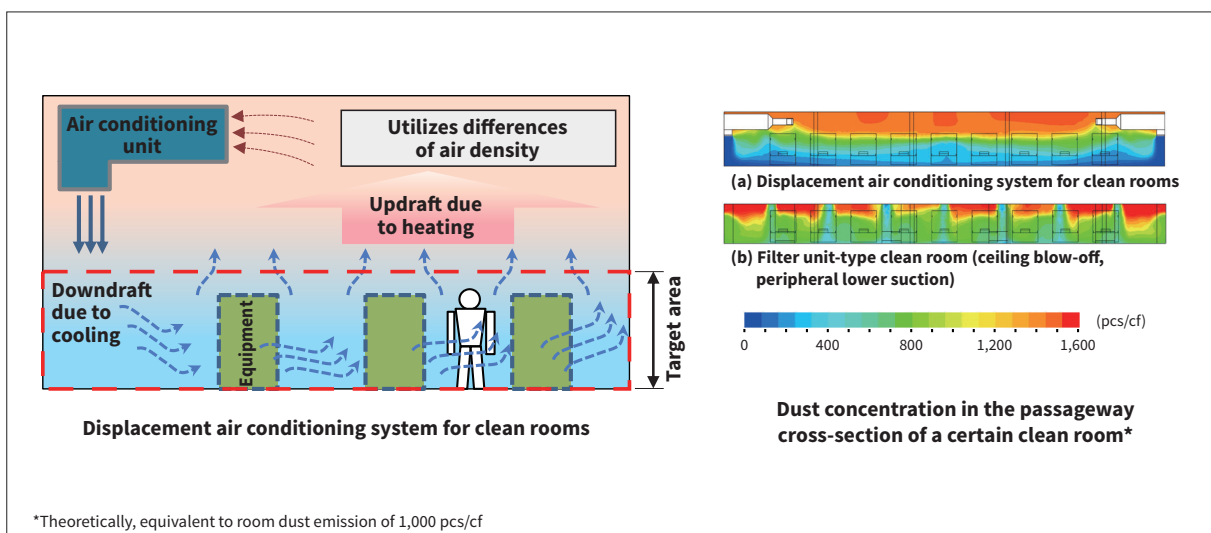 Air conditioning
unit
Utilizes differences
of air density
Updraft due
to heating
Downdraft
due to
cooling
Equipment
Target area
Displacement air conditioning system for clean rooms
(a) Displacement air conditioning system for clean rooms
(b) Filter unit-type clean room (ceiling blow-off,
peripheral lower suction)
(pcs/cf)
0 400 800 1,200 1,600
Dust concentration in the passageway
cross-section of a certain clean room*
*Theoretically, equivalent to room dust emission of 1,000 pcs/cf